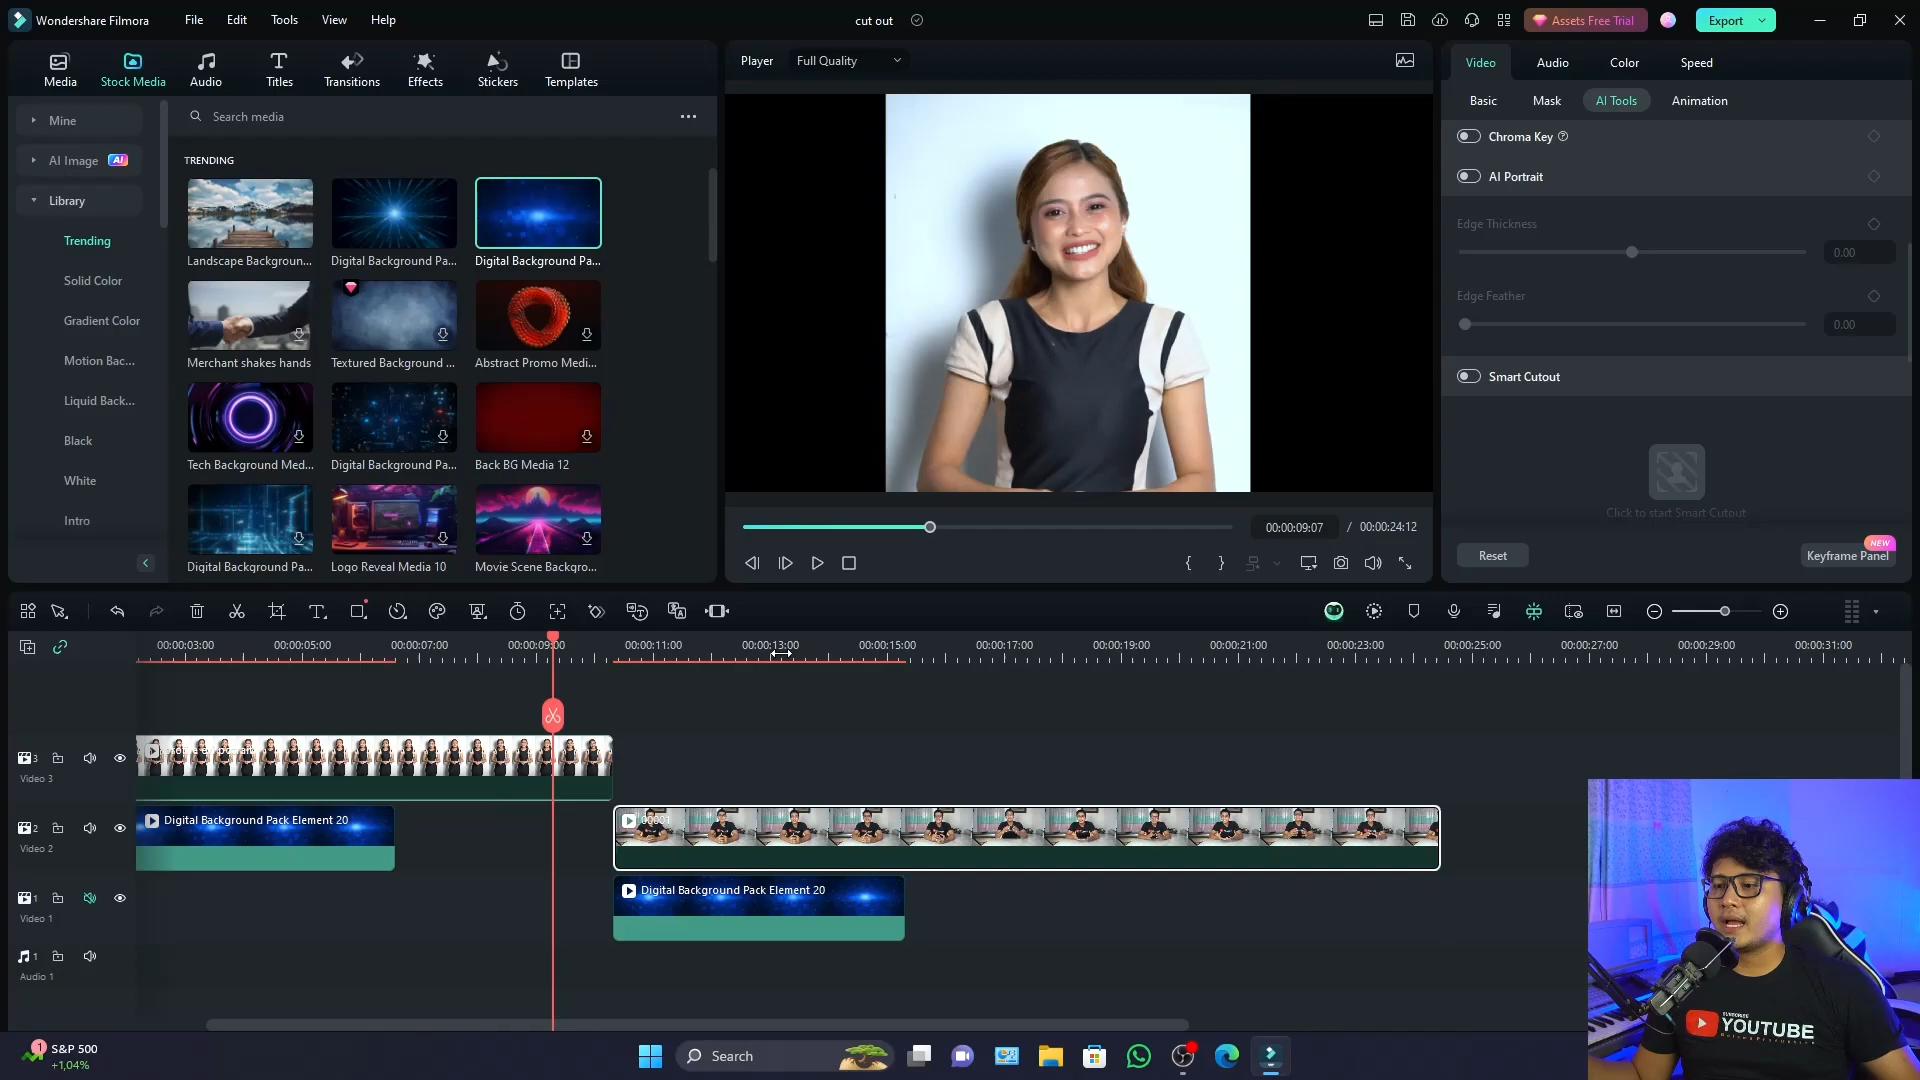 Wondershare Filmora
File
Edit
Tools
View
Help
cut out
Assets Free Trial
Export
Media
Stock Media
Audio
Titles
Transitions
Effects
Stickers
Templates
Player
Full Quality
Video
Audio
Color
Speed
Basic
Mask
AI Tools
Animation
Mine
AI Image AI
Library
Trending
Solid Color
Gradient Color
Motion Bac...
Liquid Back...
Black
White
Intro
Search media
TRENDING
Landscape Backgroun...
Digital Background Pa...
Digital Background Pa...
Merchant shakes hands
Textured Background ...
Abstract Promo Medi...
Tech Background Med...
Digital Background Pa...
Back BG Media 12
Digital Background Pa...
Logo Reveal Media 10
Movie Scene Backgro...
00:00:09:07 / 00:00:24:12
Chroma Key
AI Portrait
Edge Thickness
0.00
Edge Feather
0.00
Smart Cutout
Click to start Smart Cutout
Reset
NEW
Keyframe Panel
00:00:03:00
00:00:05:00
00:00:07:00
00:00:09:00
00:00:11:00
00:00:13:00
00:00:15:00
00:00:17:00
00:00:19:00
00:00:21:00
00:00:23:00
00:00:25:00
00:00:27:00
00:00:29:00
00:00:31:00
3
Video 3
2
Video 2
Digital Background Pack Element 20
00001
1
Video 1
Digital Background Pack Element 20
1
Audio 1
1
S&P 500
+1,04%
Search
SUBSCRIBE
YOUTUBE